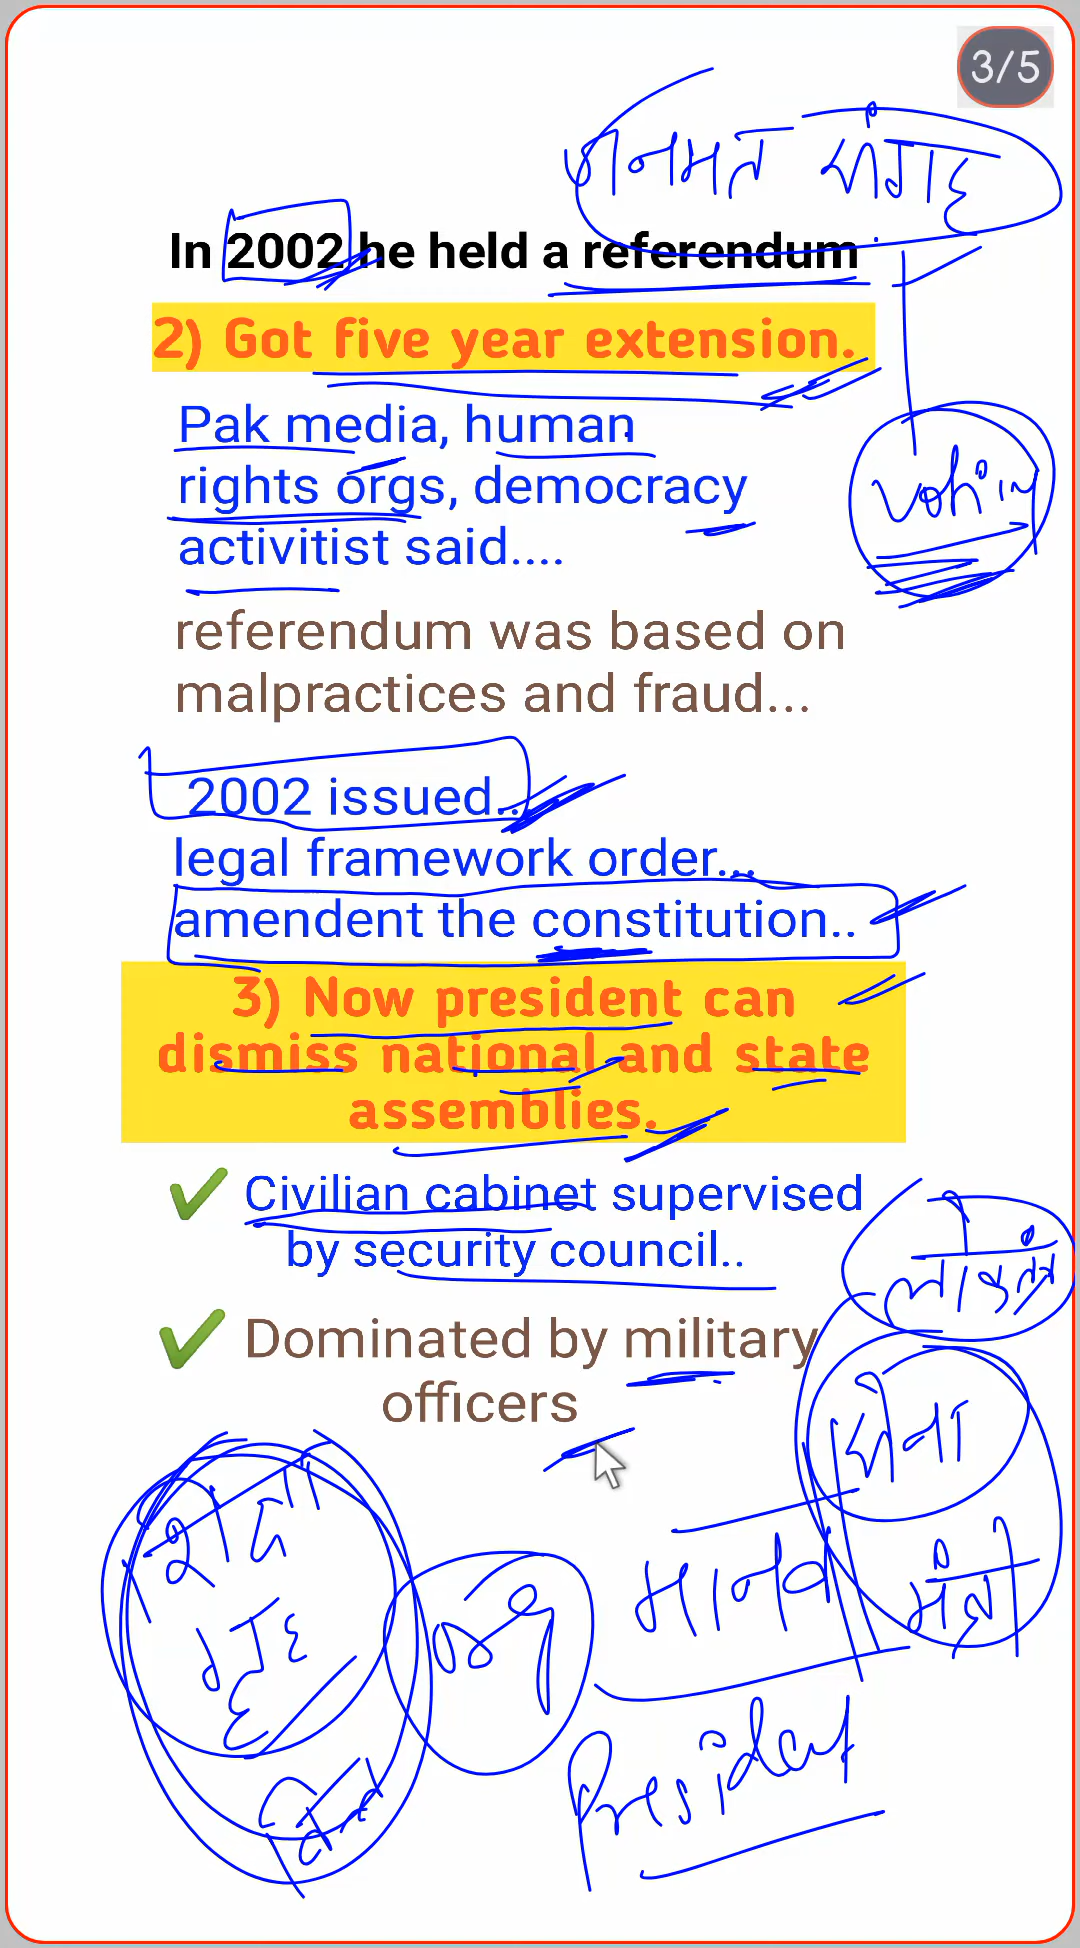 3/5
जनमत संग्रह
In 2002 he held a referendum
2) Got five year extension.
Pak media, human
rights orgs, democracy
activitist said....
voting
referendum was based on
malpractices and fraud...
2002 issued..
legal framework order...
amendent the constitution..
3) Now president can
dismiss national and state
assemblies.
✔ Civilian cabinet supervised
by security council..
लोकतंत्र
✔ Dominated by military
officers
सेना
मंत्री
President